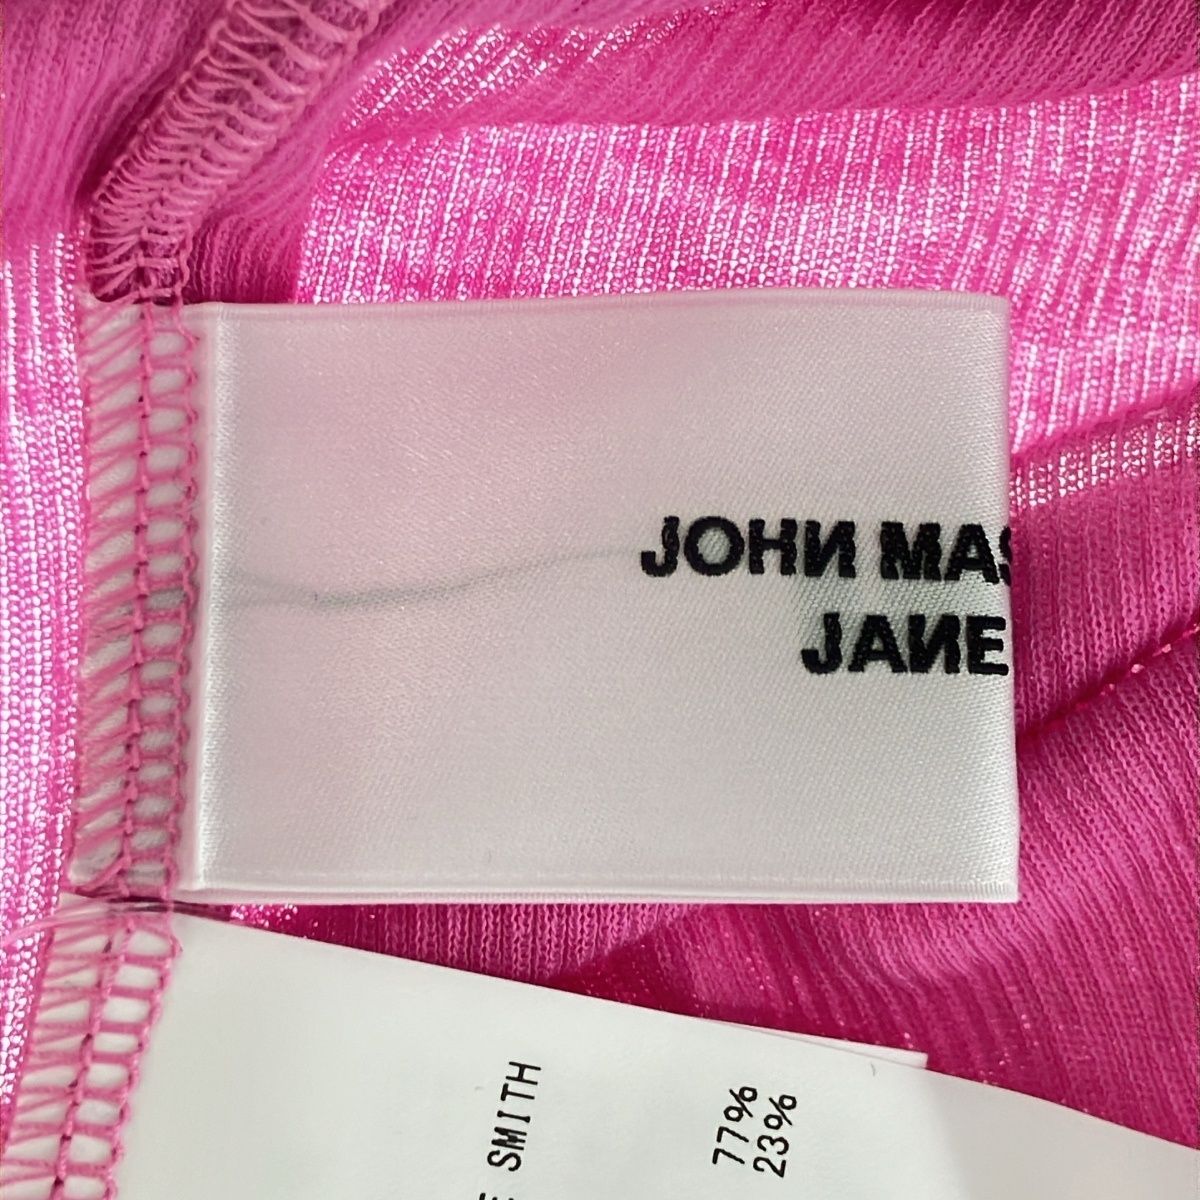 JOHN MAS
JANE
E SMITH
77%
23%